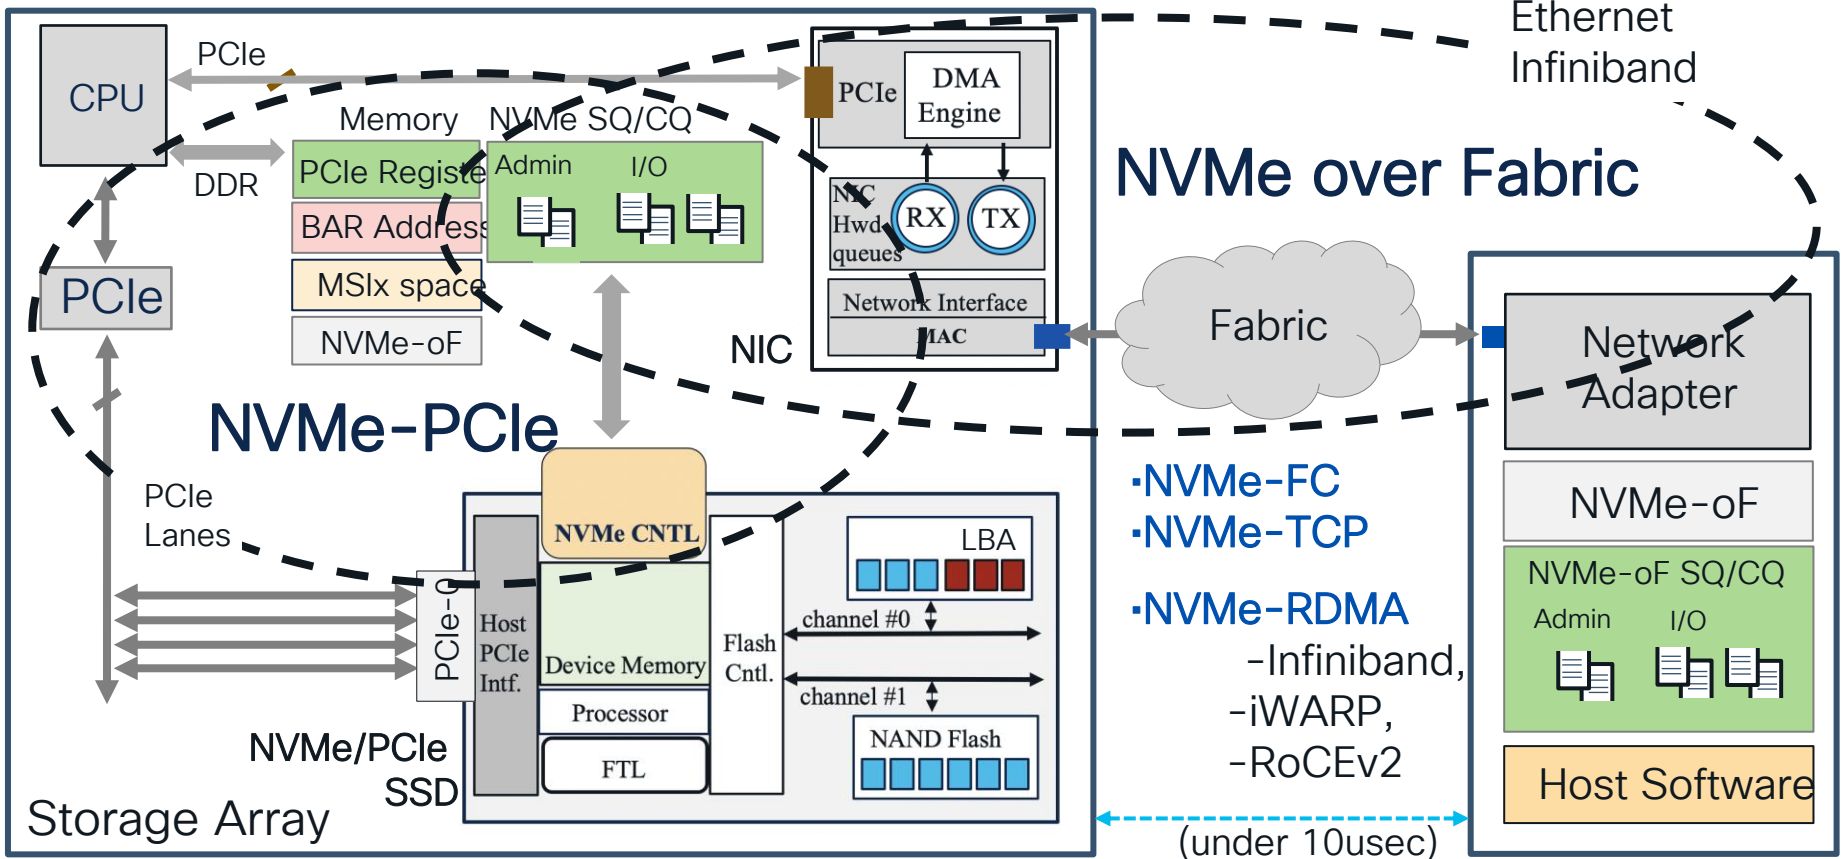 Ethernet
Infiniband
PCIe
CPU
Memory
NVMe SQ/CQ
PCIe
DMA
Engine
DDR
PCIe Registe
Admin
I/O
BAR Address
NIC
Hwd
queues
RX
TX
NVMe over Fabric
PCIe
MSIx space
NVMe-oF
Network Interface
MAC
NIC
Fabric
Network
Adapter
NVMe-PCIe
PCIe
Lanes
NVMe CNTL
LBA
channel #0
PCIe-0
Host
PCIe
Intf.
Device Memory
Flash
Cntl.
channel #1
Processor
NAND Flash
FTL
NVMe/PCIe
SSD
Storage Array
·NVMe-FC
·NVMe-TCP
·NVMe-RDMA
-Infiniband,
-iWARP,
-RoCEv2
(under 10usec)
NVMe-oF
NVMe-oF SQ/CQ
Admin
I/O
Host Software